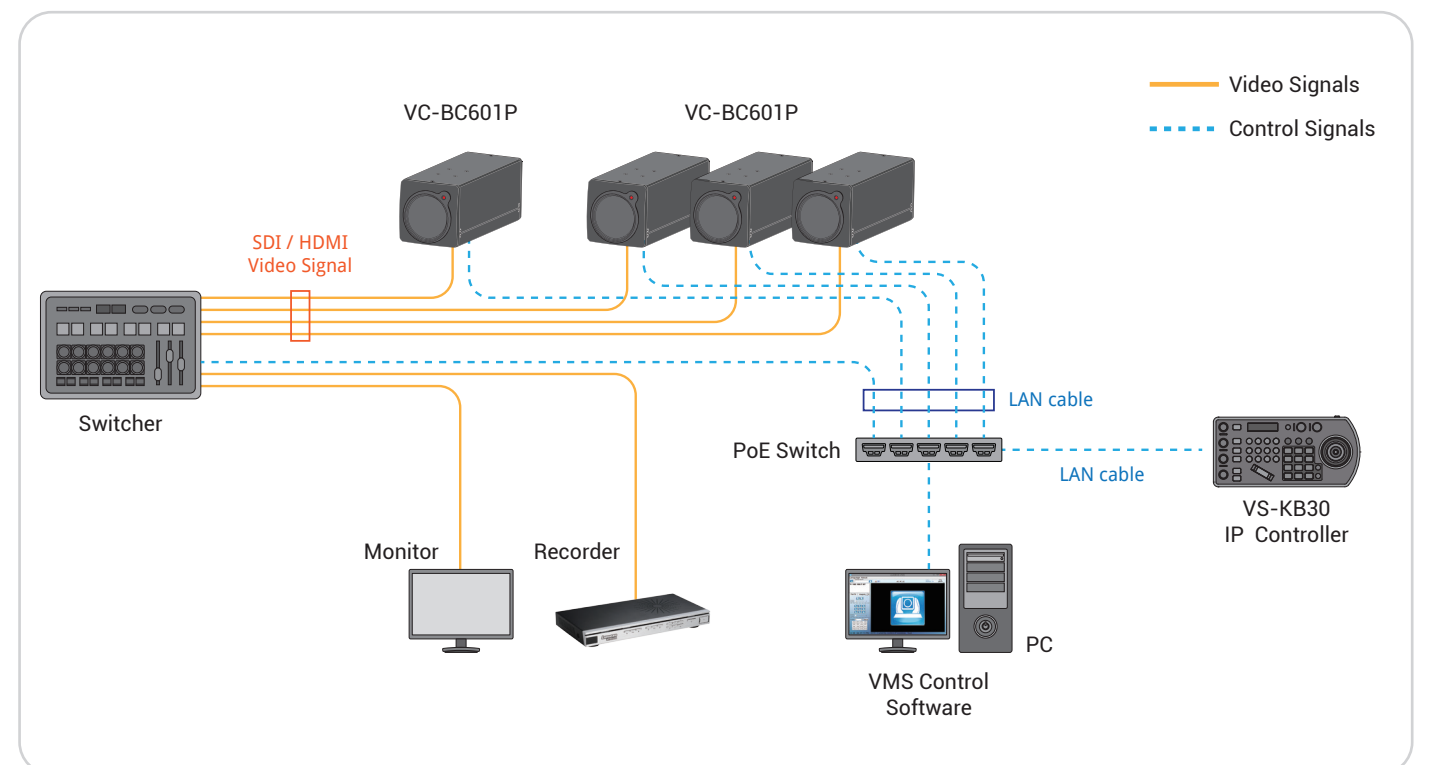 VC-BC601P
VC-BC601P
Video Signals
Control Signals
SDI / HDMI
Video Signal
Switcher
LAN cable
PoE Switch
LAN cable
VS-KB30
IP Controller
Monitor
Recorder
PC
VMS Control
Software